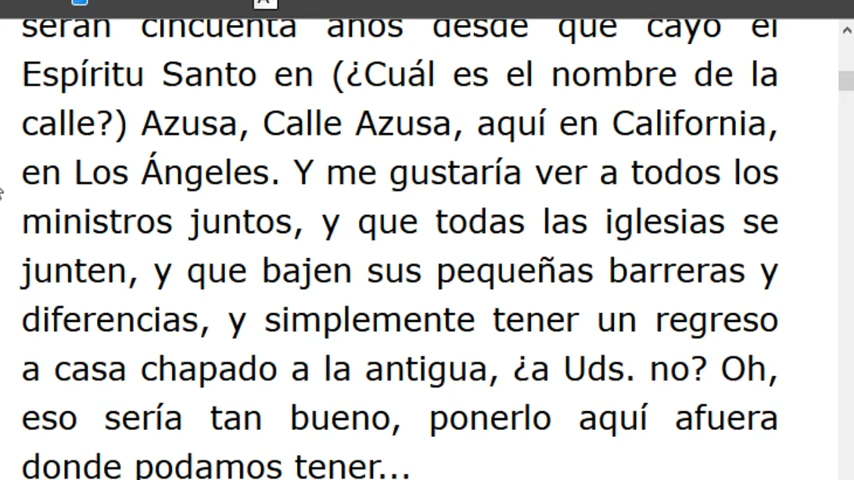 serán cincuenta años desde que cayó el
Espíritu Santo en (¿Cuál es el nombre de la
calle?) Azusa, Calle Azusa, aquí en California,
en Los Ángeles. Y me gustaría ver a todos los
ministros juntos, y que todas las iglesias se
junten, y que bajen sus pequeñas barreras y
diferencias, y simplemente tener un regreso
a casa chapado a la antigua, ¿a Uds. no? Oh,
eso sería tan bueno, ponerlo aquí afuera
donde podamos tener...